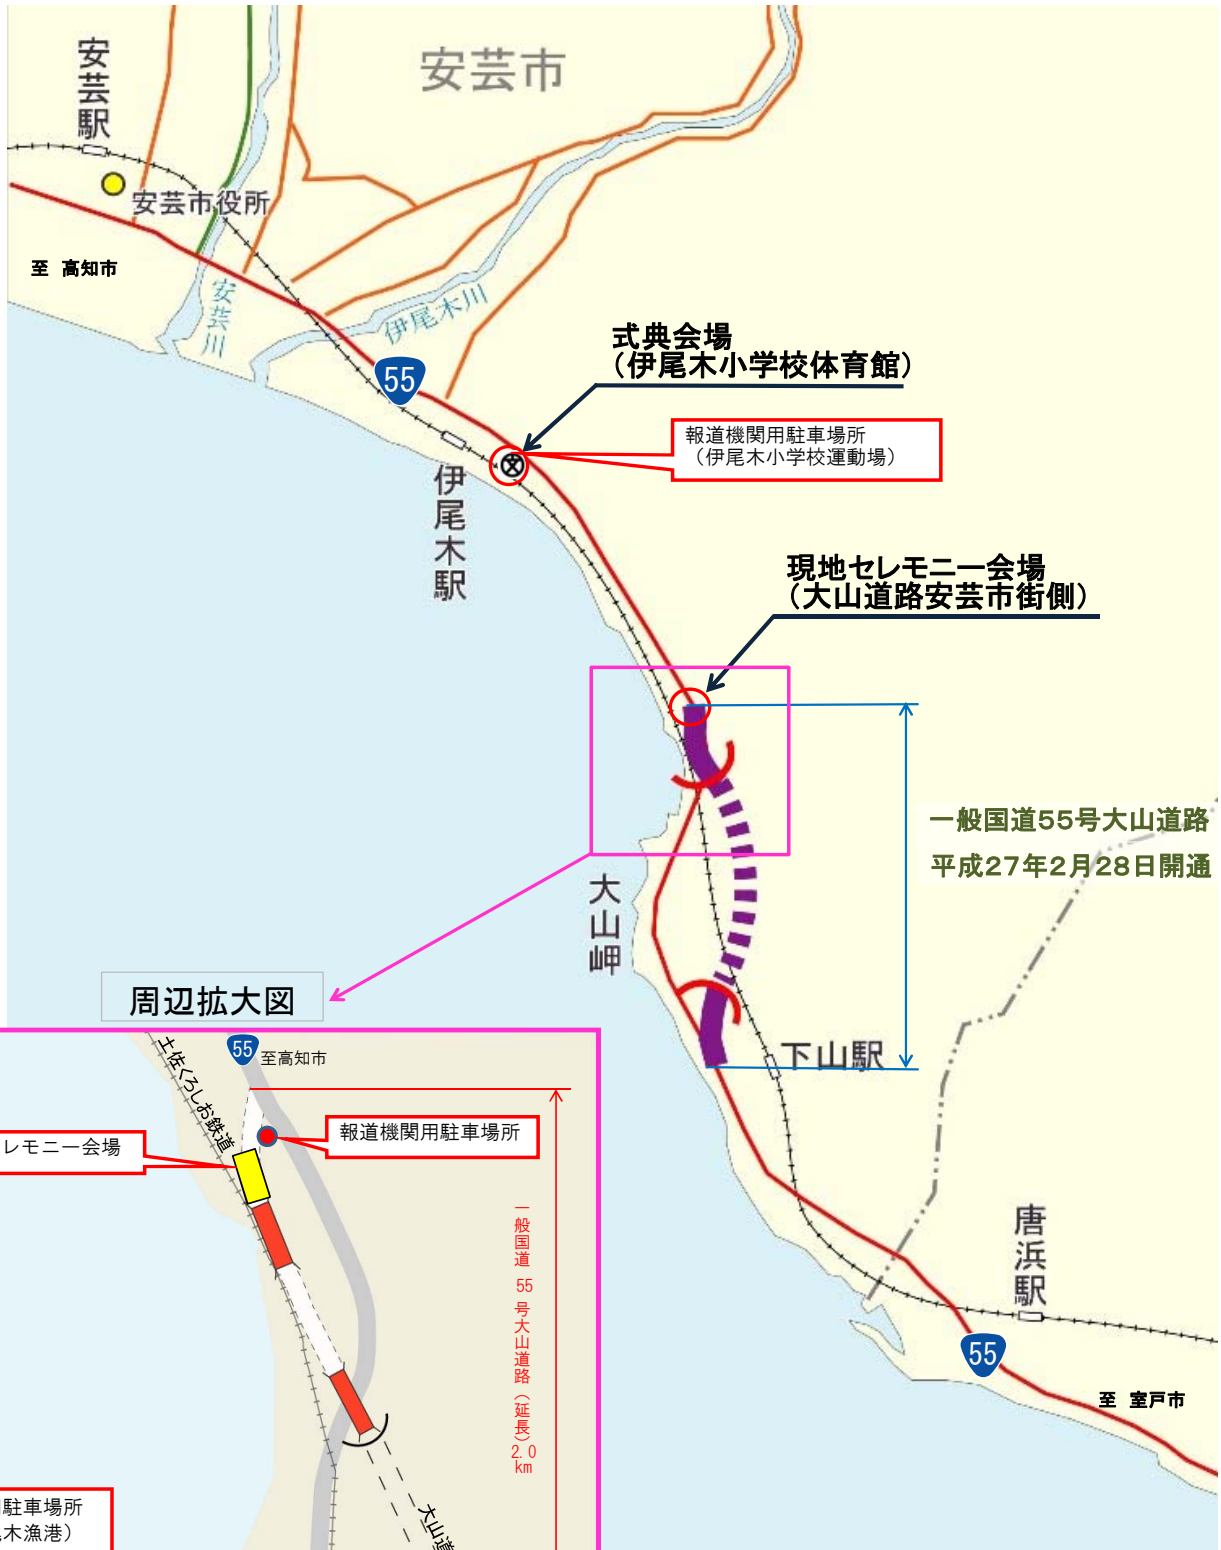 安芸駅
安芸市
安芸市役所
至 高知市
安芸川
伊尾木川
55
式典会場
（伊尾木小学校体育館）
報道機関用駐車場所
（伊尾木小学校運動場）
伊尾木駅
現地セレモニー会場
（大山道路安芸市街側）
一般国道55号大山道路
平成27年2月28日開通
大山岬
下山駅
唐浜駅
55
至 室戸市
周辺拡大図
55
至高知市
土佐くろしお鉄道
レモニー会場
報道機関用駐車場所
一般国道 55 号大山道路（延長）2.0 km
駐車場所
木漁港）
大山道